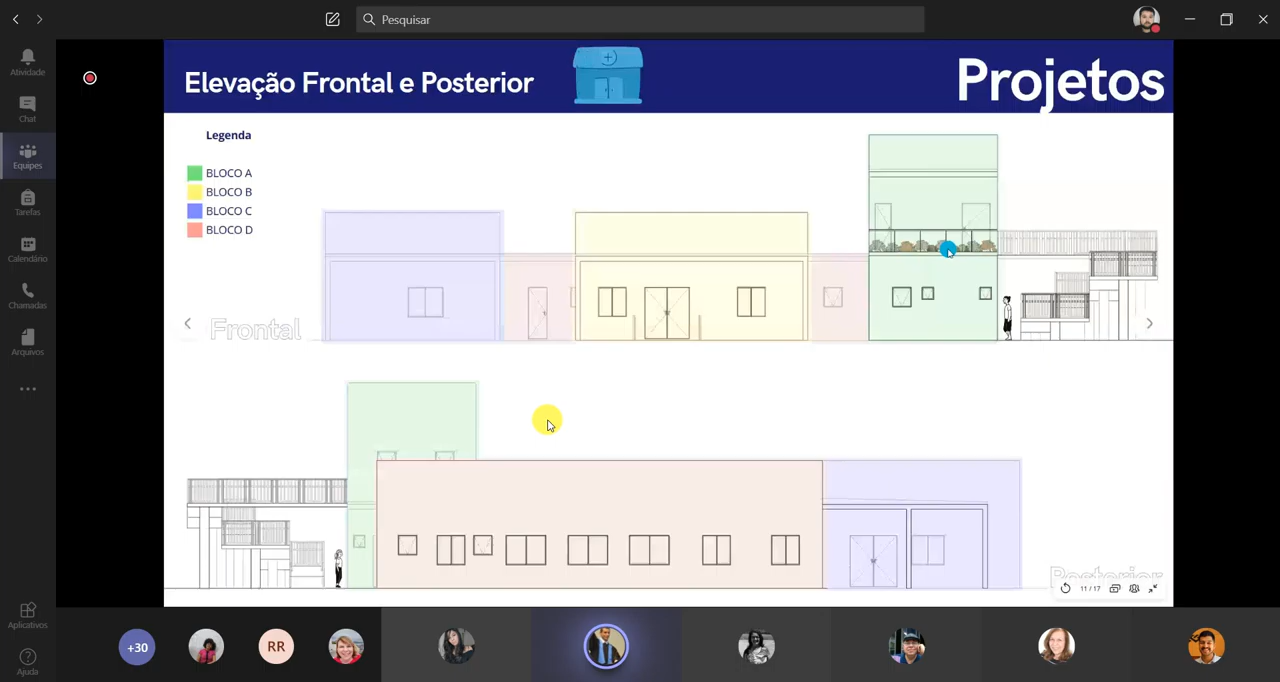 Pesquisar
Atividade
Chat
Equipes
Tarefas
Calendário
Chamadas
Arquivos
Aplicativos
Ajuda
Elevação Frontal e Posterior
Projetos
Legenda
BLOCO A
BLOCO B
BLOCO C
BLOCO D
Frontal
Posterior
11 / 17
+30
RR